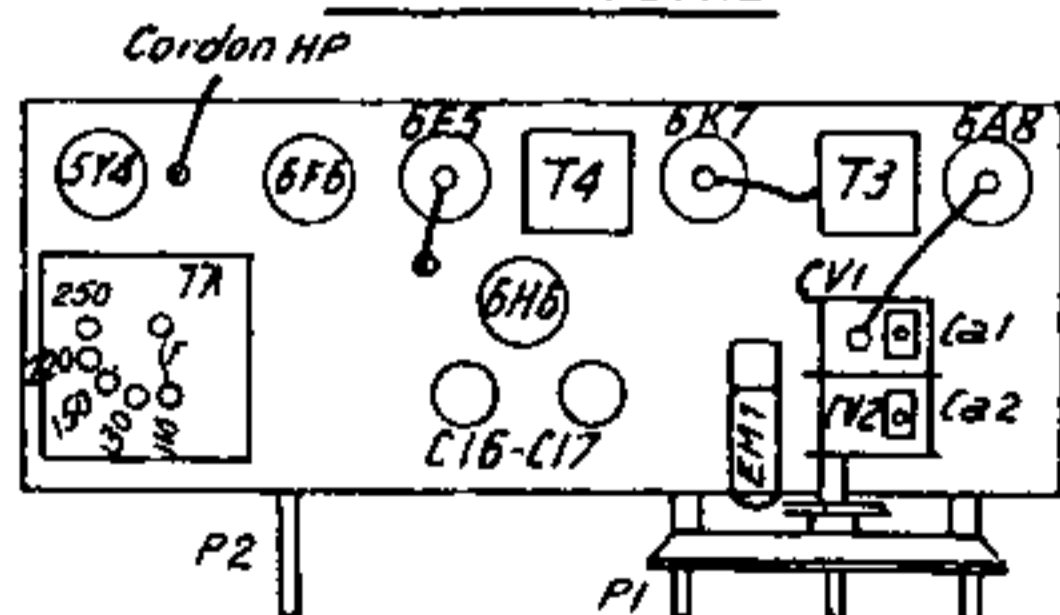 Cordon HP
5Y4
6F6
6E5
T4
6K7
T3
6A8
TA
250
220
150
130
110
6H6
CV1
Ca1
CV2
Ca2
C16-C17
EM1
P2
P1